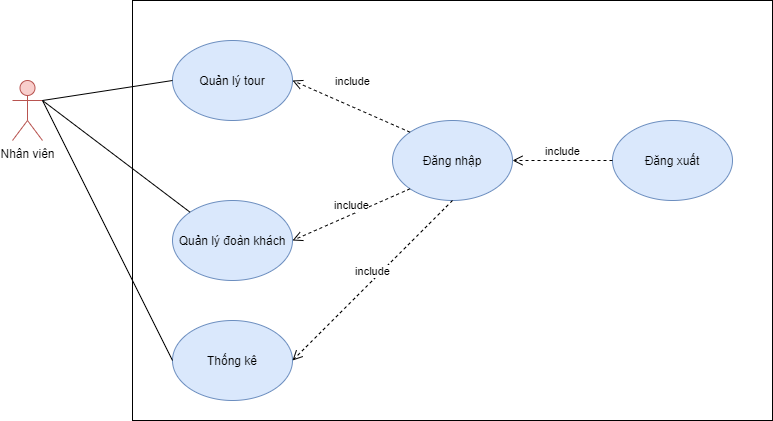 Quản lý tour
include
Nhân viên
Đăng nhập
include
Đăng xuất
include
Quản lý đoàn khách
include
Thống kê